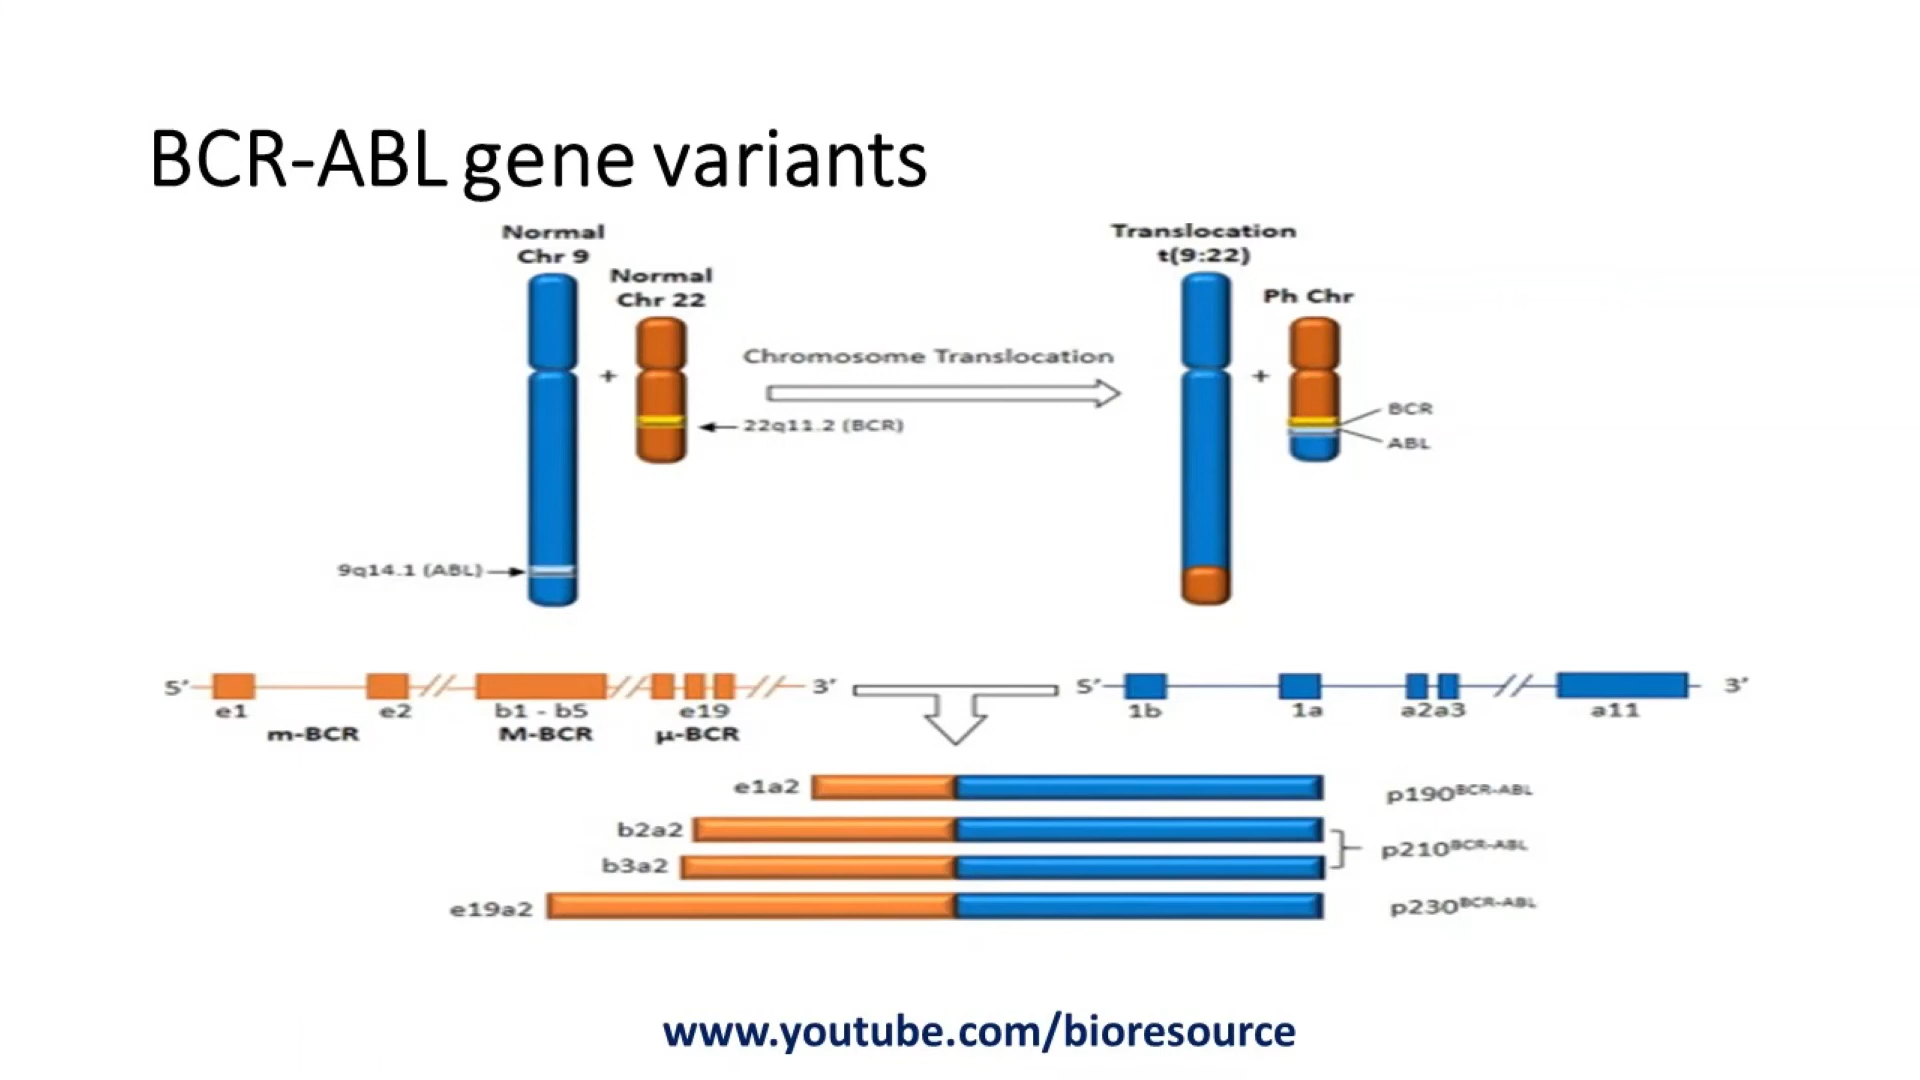 BCR-ABL gene variants
Normal
Chr 9
Normal
Chr 22
Translocation
t(9:22)
Ph Chr
Chromosome Translocation
+
+
BCR
22q11.2 (BCR)
ABL
9q14.1 (ABL)
5’ 3’ 5’ 3’
e1 e2 b1 - b5 e19 1b 1a a2a3 a11
m-BCR M-BCR µ-BCR
e1a2 p190BCR-ABL
b2a2
p210BCR-ABL
b3a2
e19a2 p230BCR-ABL
www.youtube.com/bioresource